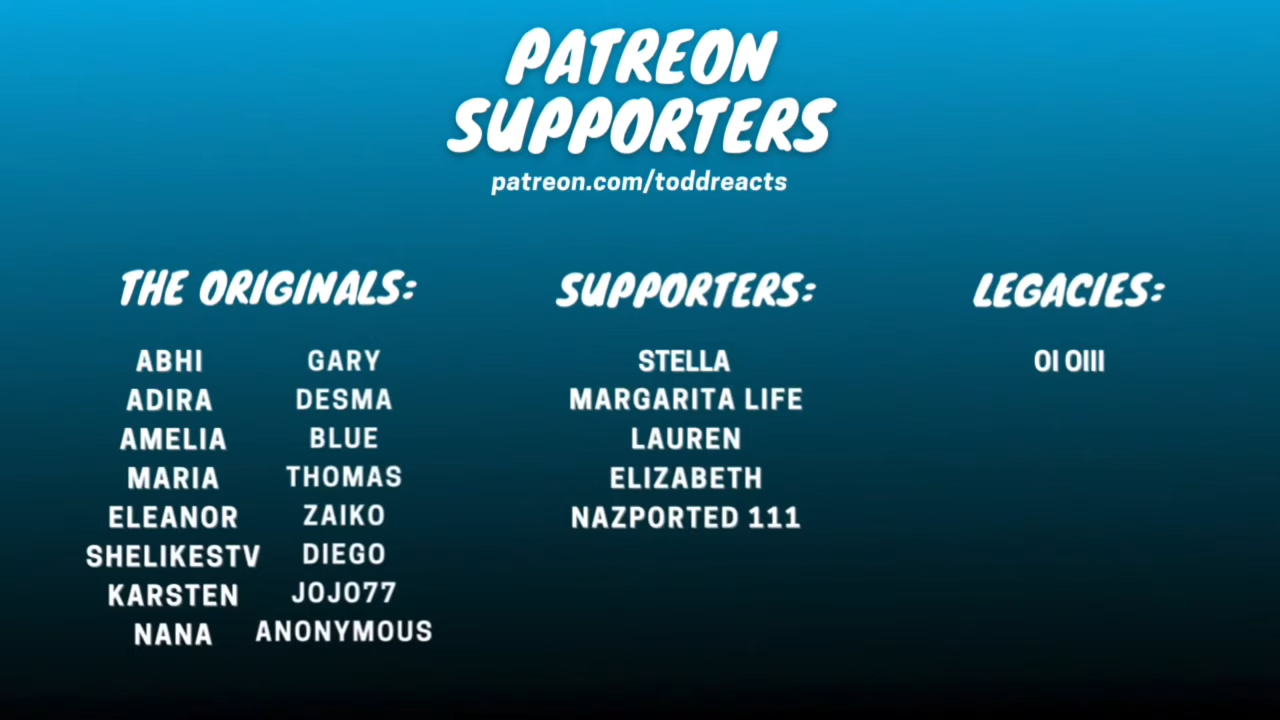 PATREON
SUPPORTERS
patreon.com/toddreacts
THE ORIGINALS:
ABHI
ADIRA
AMELIA
MARIA
ELEANOR
SHELIKESTV
KARSTEN
NANA
GARY
DESMA
BLUE
THOMAS
ZAIKO
DIEGO
JOJO77
ANONYMOUS
SUPPORTERS:
STELLA
MARGARITA LIFE
LAUREN
ELIZABETH
NAZPORTED 111
LEGACIES:
OI OIII